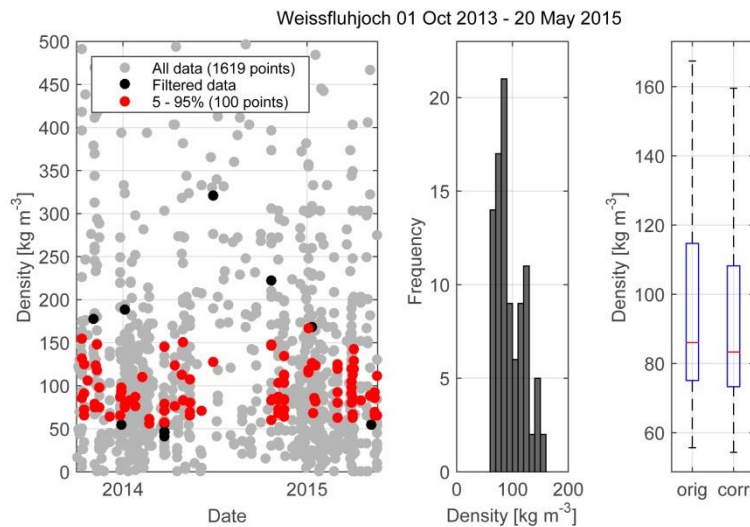 Weissfluhjoch 01 Oct 2013 - 20 May 2015
500
450
400
350
300
250
200
150
100
50
0
Density [kg m-3]
All data (1619 points)
Filtered data
5 - 95% (100 points)
2014
2015
Date
20
15
10
5
0
Frequency
0
100
200
Density [kg m-3]
160
140
120
100
80
60
Density [kg m-3]
orig
corr